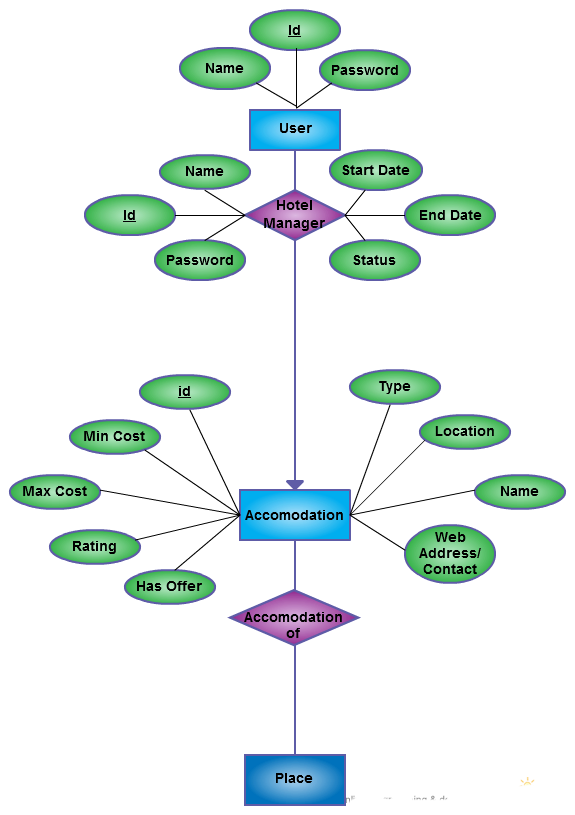 Id
Name
Password
User
Name
Start Date
Id
Hotel
Manager
End Date
Password
Status
id
Type
Min Cost
Location
Max Cost
Accomodation
Name
Rating
Web
Address/
Contact
Has Offer
Accomodation
of
Place